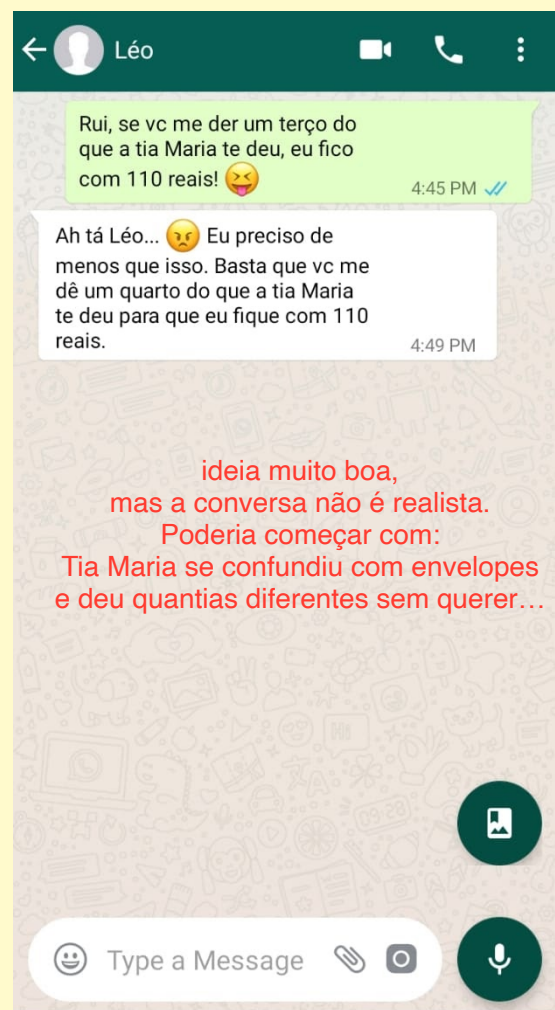 Léo
Rui, se vc me der um terço do
que a tia Maria te deu, eu fico
com 110 reais! 😝
4:45 PM
Ah tá Léo... 😠 Eu preciso de
menos que isso. Basta que vc me
dê um quarto do que a tia Maria
te deu para que eu fique com 110
reais.
4:49 PM
ideia muito boa,
mas a conversa não é realista.
Poderia começar com:
Tia Maria se confundiu com envelopes
e deu quantias diferentes sem querer…
Type a Message